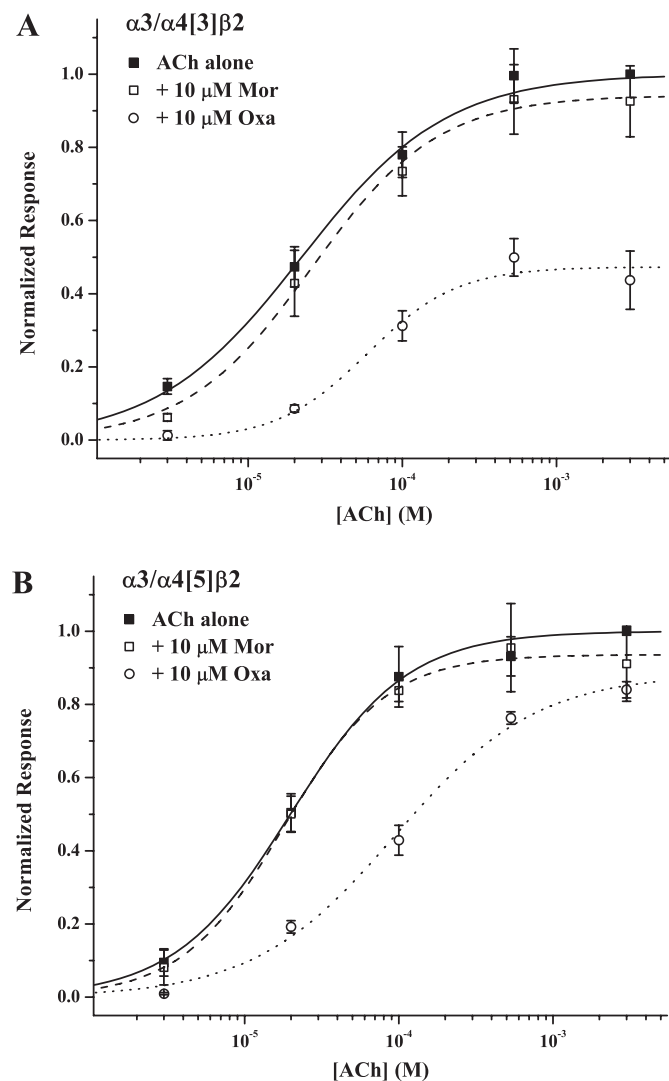 A
α3/α4[3]β2
ACh alone
+ 10 μM Mor
+ 10 μM Oxa
Normalized Response
1.0
0.8
0.6
0.4
0.2
0.0
10⁻⁵
10⁻⁴
10⁻³
[ACh] (M)
B
α3/α4[5]β2
ACh alone
+ 10 μM Mor
+ 10 μM Oxa
Normalized Response
1.0
0.8
0.6
0.4
0.2
0.0
10⁻⁵
10⁻⁴
10⁻³
[ACh] (M)